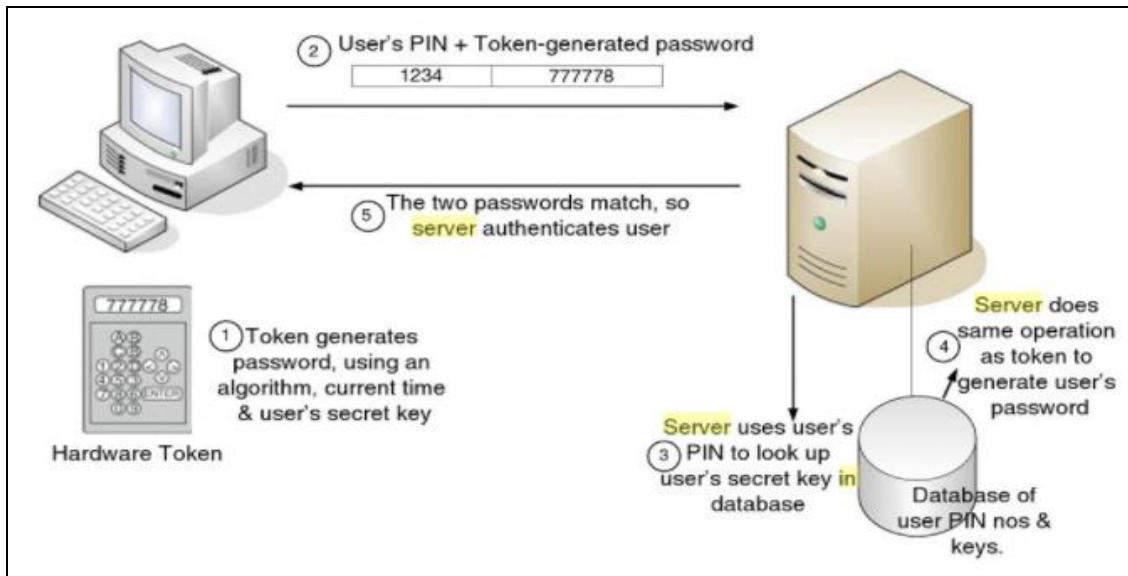 2 User's PIN + Token-generated password
1234 777778
5 The two passwords match, so
server authenticates user
777778
1 Token generates
password, using an
algorithm, current time
& user's secret key
Hardware Token
Server uses user's
3 PIN to look up
user's secret key in
database
Server does
same operation
4 as token to
generate user's
password
Database of
user PIN nos &
keys.